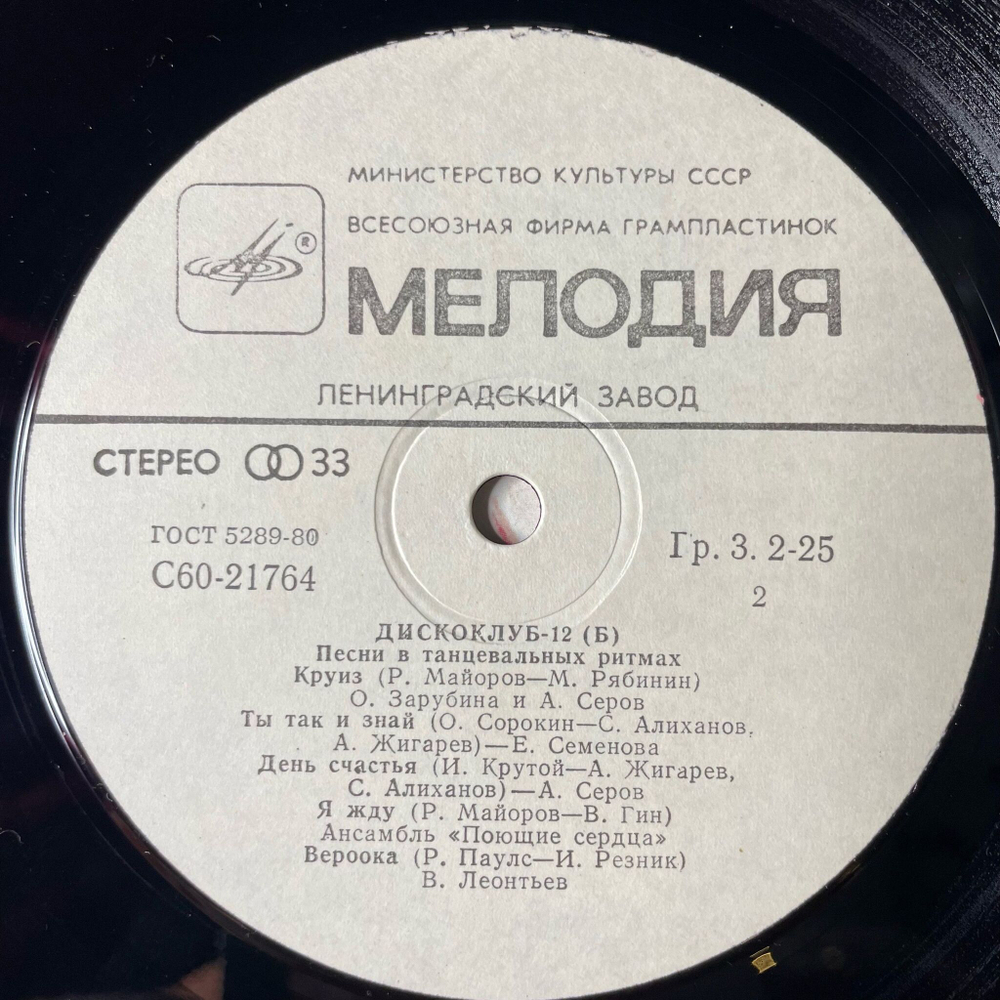 МИНИСТЕРСТВО КУЛЬТУРЫ СССР
ВСЕСОЮЗНАЯ ФИРМА ГРАМПЛАСТИНОК
®
МЕЛОДИЯ
ЛЕНИНГРАДСКИЙ ЗАВОД
СТЕРЕО 33
ГОСТ 5289-80
С60-21764
Гр. 3. 2-25
2
ДИСКОКЛУБ-12 (Б)
Песни в танцевальных ритмах
Круиз (Р. Майоров—М. Рябинин)
О. Зарубина и А. Серов
Ты так и знай (О. Сорокин—С. Алиханов,
А. Жигарев)—Е. Семенова
День счастья (И. Крутой—А. Жигарев,
С. Алиханов)—А. Серов
Я жду (Р. Майоров—В. Гин)
Ансамбль «Поющие сердца»
Вероока (Р. Паулс—И. Резник)
В. Леонтьев